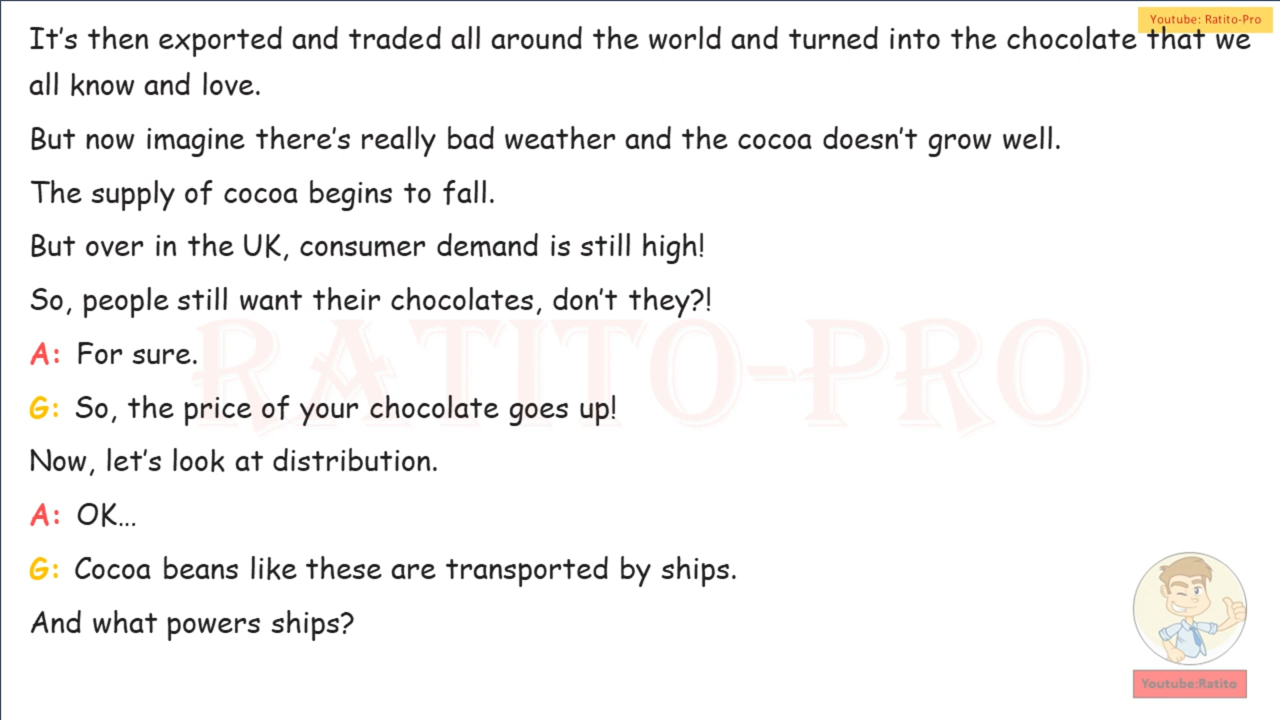 Youtube: Ratito-Pro
It's then exported and traded all around the world and turned into the chocolate that we
all know and love.
But now imagine there's really bad weather and the cocoa doesn't grow well.
The supply of cocoa begins to fall.
But over in the UK, consumer demand is still high!
So, people still want their chocolates, don't they?!
RATITO-PRO
A: For sure.
G: So, the price of your chocolate goes up!
Now, let's look at distribution.
A: OK...
G: Cocoa beans like these are transported by ships.
And what powers ships?
Youtube:Ratito